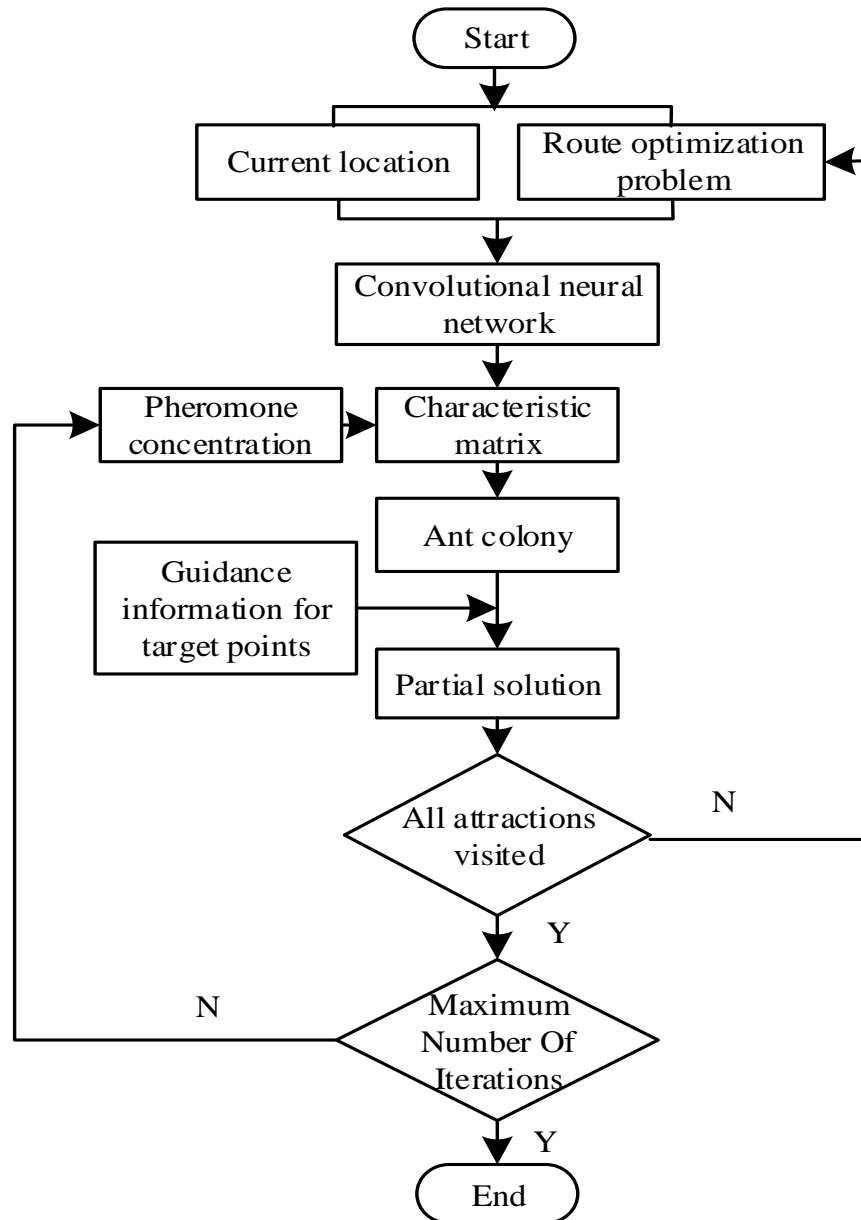 Start
Current location
Route optimization
problem
Convolutional neural
network
Pheromone
concentration
Characteristic
matrix
Ant colony
Guidance
information for
target points
Partial solution
All attractions
visited
N
Y
Maximum
Number Of
Iterations
N
Y
End